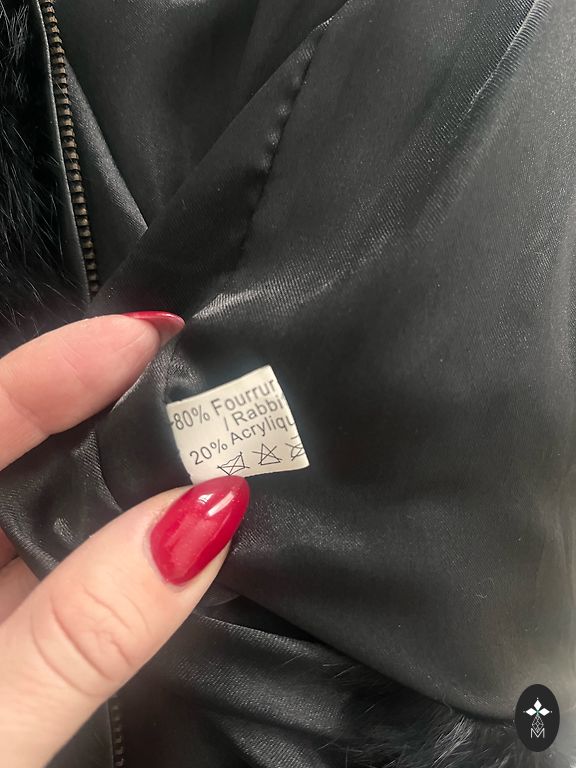 80% Fourrur
/ Rabbi
20% Acryliqu
M